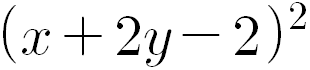 (x + 2y − 2)²